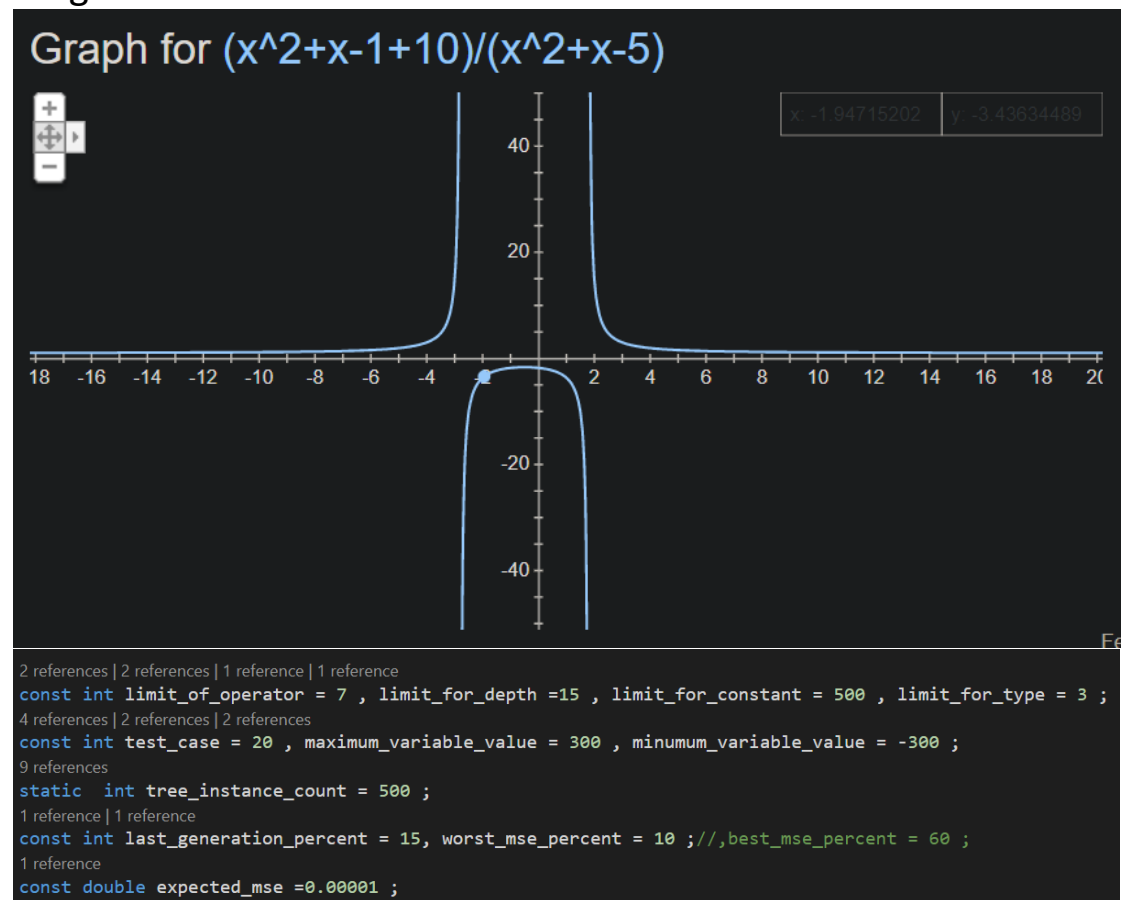 Graph for (x^2+x-1+10)/(x^2+x-5)
x: -1.94715202 y: -3.43634489
40
20
18 -16 -14 -12 -10 -8 -6 -4 -2 2 4 6 8 10 12 14 16 18 20
-20
-40
2 references | 2 references | 1 reference | 1 reference
const int limit_of_operator = 7 , limit_for_depth =15 , limit_for_constant = 500 , limit_for_type = 3 ;
4 references | 2 references | 2 references
const int test_case = 20 , maximum_variable_value = 300 , minumum_variable_value = -300 ;
9 references
static  int tree_instance_count = 500 ;
1 reference | 1 reference
const int last_generation_percent = 15, worst_mse_percent = 10 ;//,best_mse_percent = 60 ;
1 reference
const double expected_mse =0.00001 ;